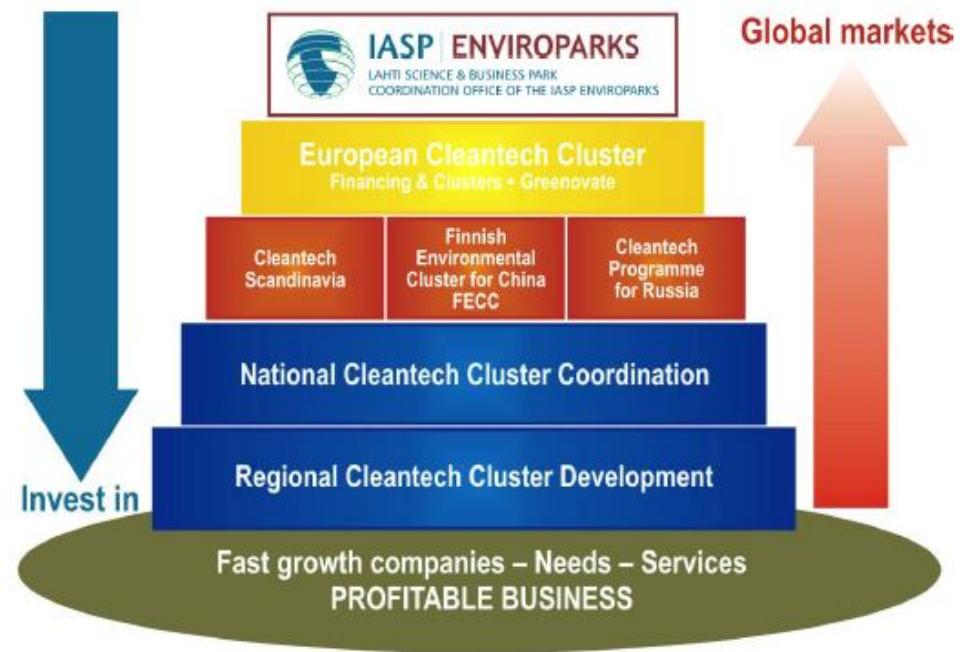 IASP | ENVIROPARKS
LAHTI SCIENCE & BUSINESS PARK
COORDINATION OFFICE OF THE IASP ENVIROPARKS
Global markets
European Cleantech Cluster
Financing & Clusters • Greenovate
Cleantech
Scandinavia
Finnish
Environmental
Cluster for China
FECC
Cleantech
Programme
for Russia
National Cleantech Cluster Coordination
Regional Cleantech Cluster Development
Invest in
Fast growth companies – Needs – Services
PROFITABLE BUSINESS